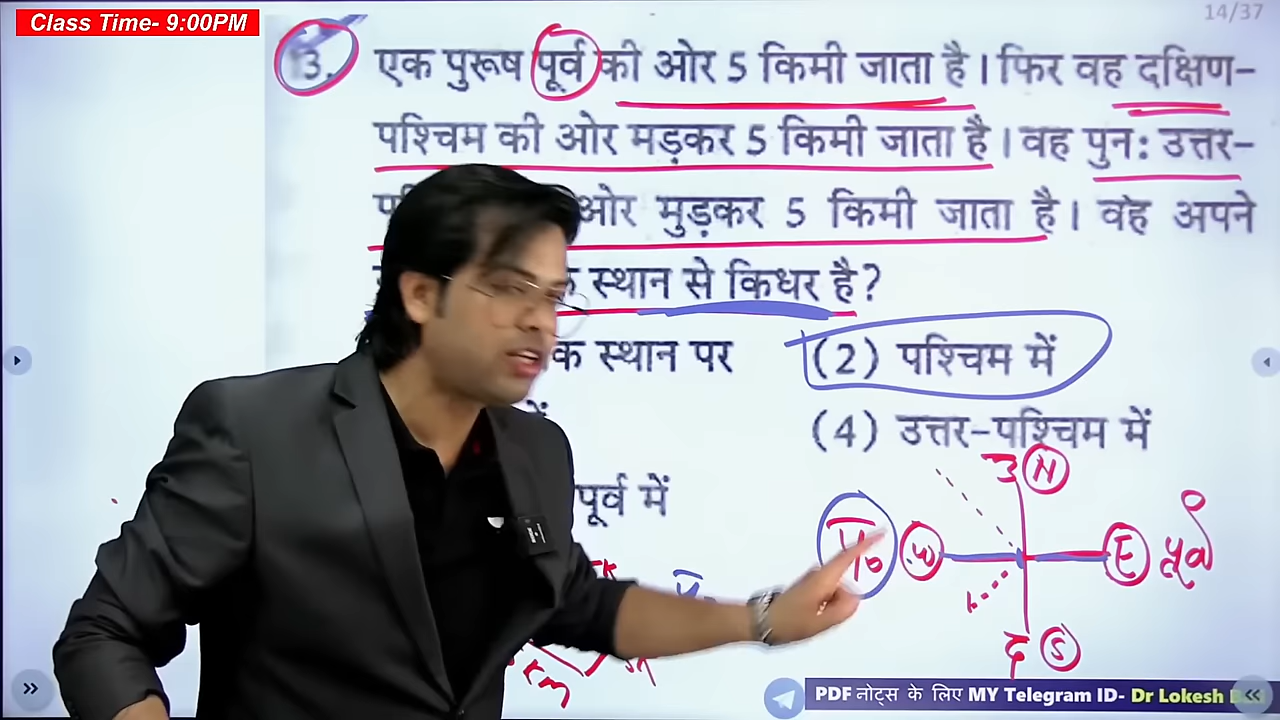 Class Time- 9:00PM
14/37
13. एक पुरूष पूर्व की ओर 5 किमी जाता है। फिर वह दक्षिण-
पश्चिम की ओर मड़कर 5 किमी जाता है। वह पुन: उत्तर-
ओर मुड़कर 5 किमी जाता है। वह अपने
स्थान से किधर है?
स्थान पर
(2) पश्चिम में
(4) उत्तर-पश्चिम में
पूर्व में
उ N
प० W E पूर्व
द S
PDF नोट्स के लिए MY Telegram ID- Dr Lokesh